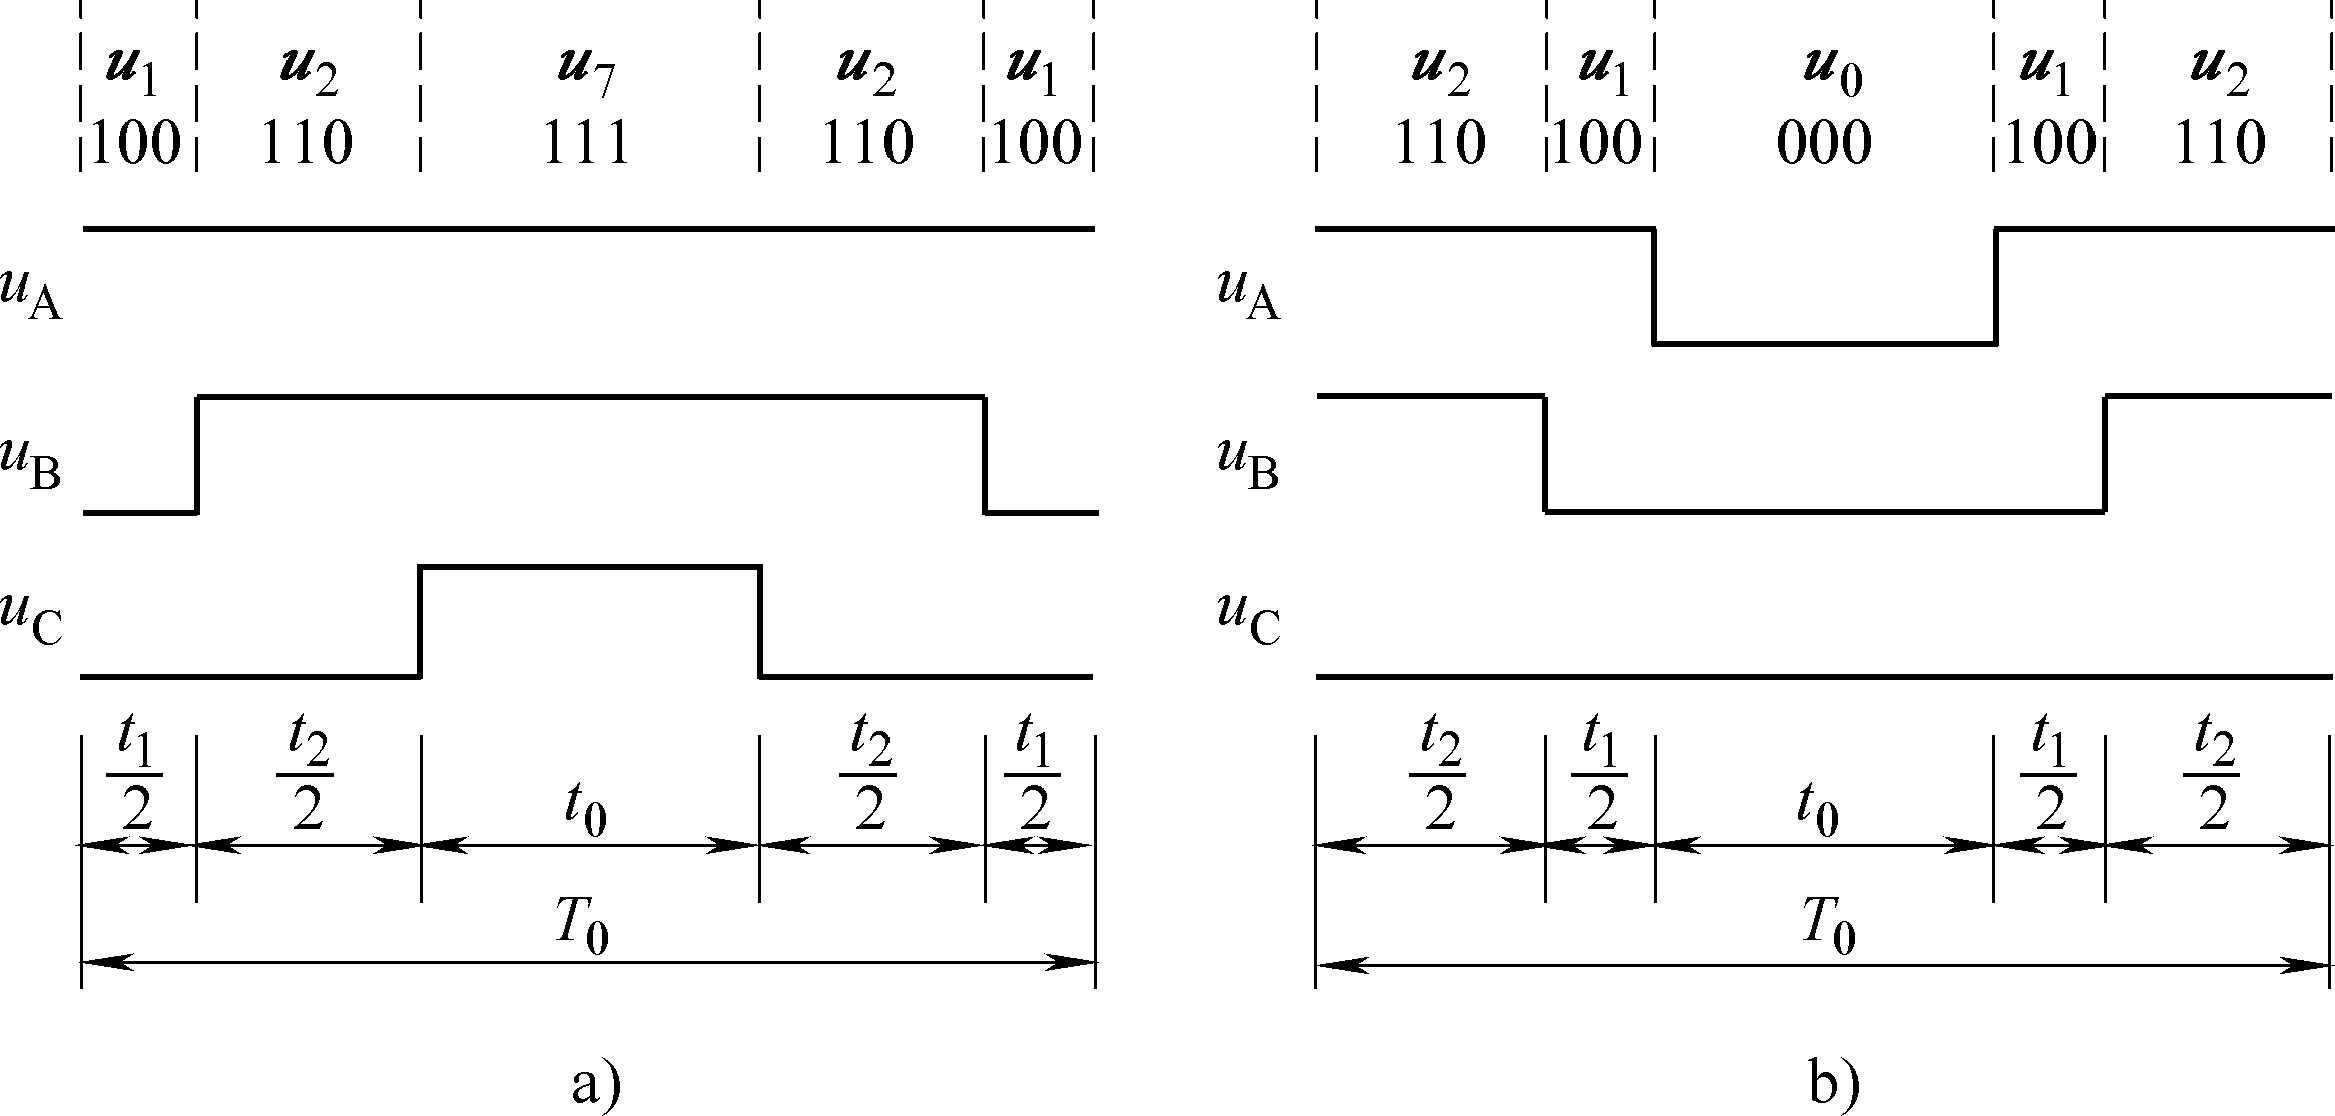 u1 u2 u7 u2 u1 u2 u1 u0 u1 u2
100 110 111 110 100 110 100 000 100 110
uA uA
uB uB
uC uC
t1/2 t2/2 t0 t2/2 t1/2 t2/2 t1/2 t0 t1/2 t2/2
T0 T0
a) b)